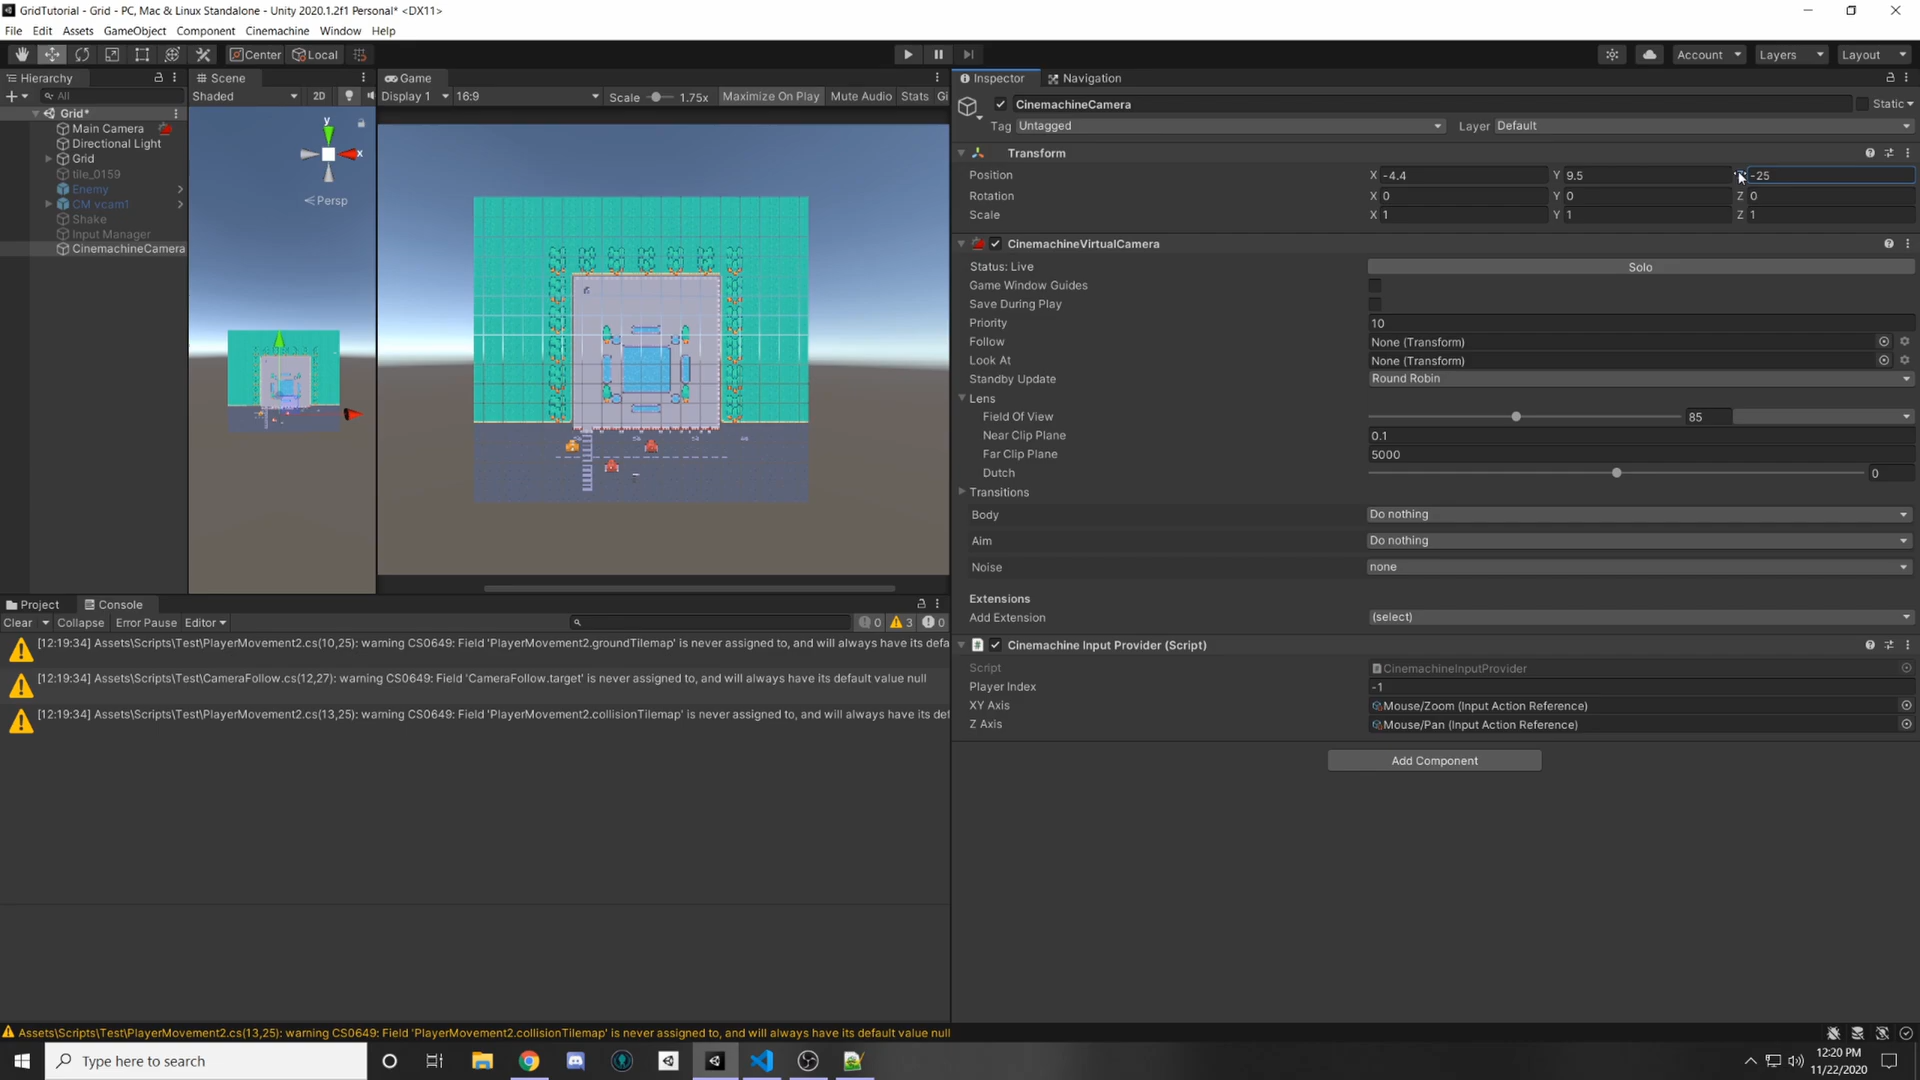 GridTutorial - Grid - PC, Mac & Linux Standalone - Unity 2020.1.2f1 Personal* <DX11>
File Edit Assets GameObject Component Cinemachine Window Help
Center Local Account Layers Layout
Hierarchy
All
Grid*
Main Camera
Directional Light
Grid
tile_0159
Enemy
CM vcam1
Shake
Input Manager
CinemachineCamera
Scene
Shaded 2D
y
x
Persp
Game
Display 1 16:9 Scale 1.75x Maximize On Play Mute Audio Stats Gi
Inspector Navigation
CinemachineCamera Static
Tag Untagged Layer Default
Transform
Position X -4.4 Y 9.5 -25
Rotation X 0 Y 0 Z 0
Scale X 1 Y 1 Z 1
CinemachineVirtualCamera
Status: Live Solo
Game Window Guides
Save During Play
Priority 10
Follow None (Transform)
Look At None (Transform)
Standby Update Round Robin
Lens
Field Of View 85
Near Clip Plane 0.1
Far Clip Plane 5000
Dutch 0
Transitions
Body Do nothing
Aim Do nothing
Noise none
Extensions
Add Extension (select)
Cinemachine Input Provider (Script)
Script CinemachineInputProvider
Player Index -1
XY Axis Mouse/Zoom (Input Action Reference)
Z Axis Mouse/Pan (Input Action Reference)
Add Component
Project Console
Clear Collapse Error Pause Editor 0 3 0
[12:19:34] Assets\Scripts\Test\PlayerMovement2.cs(10,25): warning CS0649: Field 'PlayerMovement2.groundTilemap' is never assigned to, and will always have its defa
[12:19:34] Assets\Scripts\Test\CameraFollow.cs(12,27): warning CS0649: Field 'CameraFollow.target' is never assigned to, and will always have its default value null
[12:19:34] Assets\Scripts\Test\PlayerMovement2.cs(13,25): warning CS0649: Field 'PlayerMovement2.collisionTilemap' is never assigned to, and will always have its def
Assets\Scripts\Test\PlayerMovement2.cs(13,25): warning CS0649: Field 'PlayerMovement2.collisionTilemap' is never assigned to, and will always have its default value null
Type here to search
12:20 PM
11/22/2020